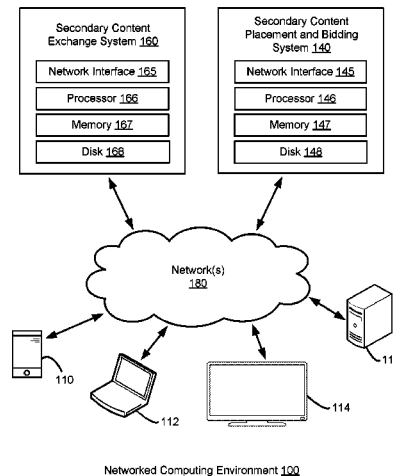 Secondary Content
Exchange System 160
Network Interface 165
Processor 166
Memory 167
Disk 168
Secondary Content
Placement and Bidding
System 140
Network Interface 145
Processor 146
Memory 147
Disk 148
Network(s)
180
110
112
114
11
Networked Computing Environment 100